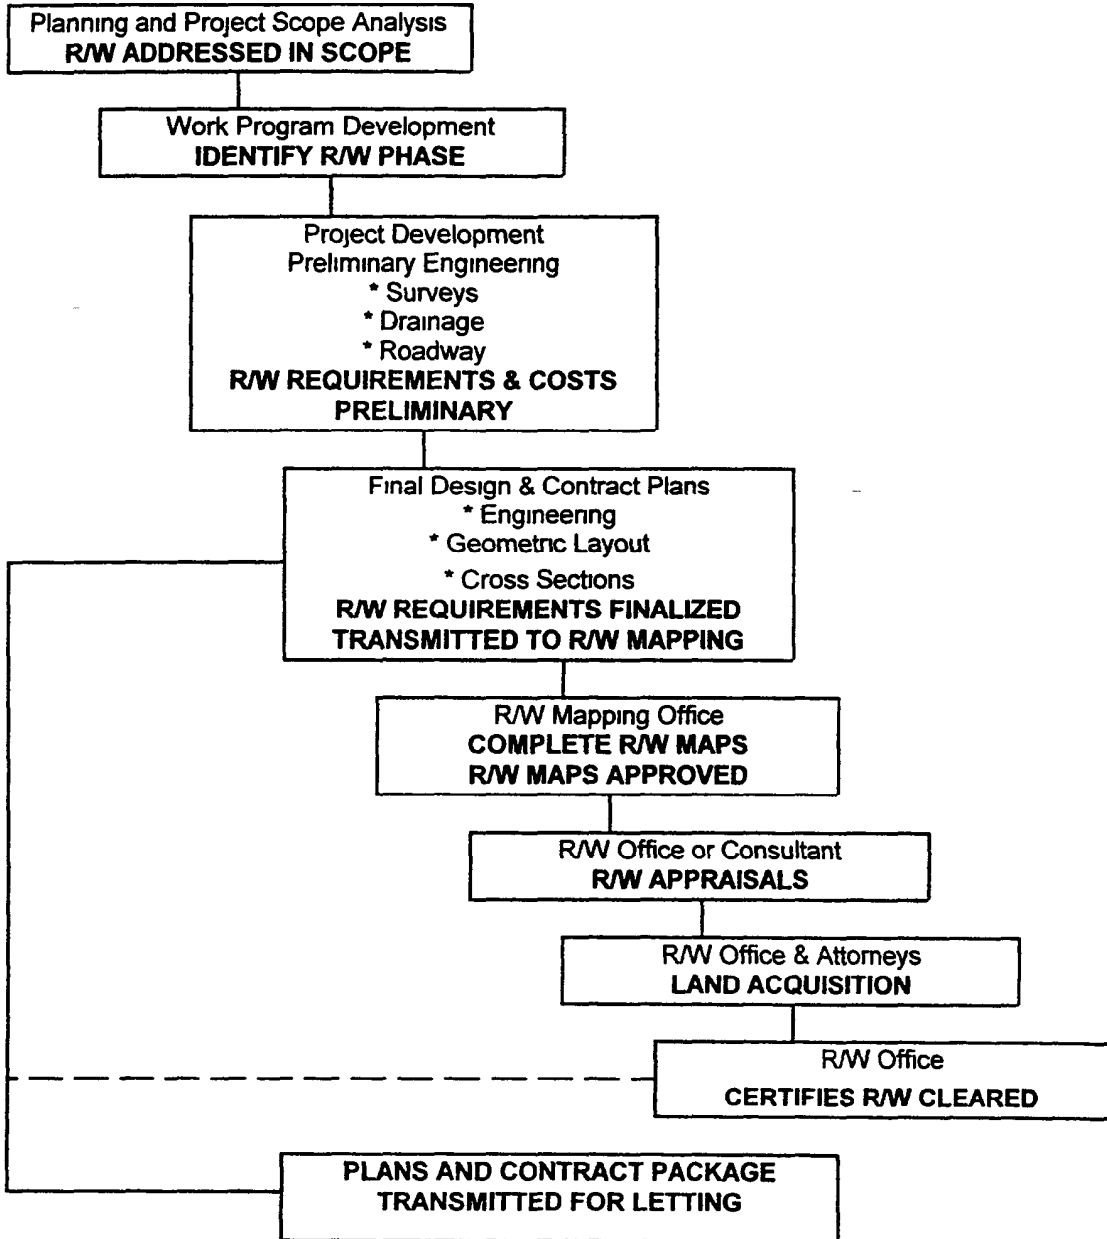 Planning and Project Scope Analysis
R/W ADDRESSED IN SCOPE
Work Program Development
IDENTIFY R/W PHASE
Project Development
Preliminary Engineering
* Surveys
* Drainage
* Roadway
R/W REQUIREMENTS & COSTS
PRELIMINARY
Final Design & Contract Plans
* Engineering
* Geometric Layout
* Cross Sections
R/W REQUIREMENTS FINALIZED
TRANSMITTED TO R/W MAPPING
R/W Mapping Office
COMPLETE R/W MAPS
R/W MAPS APPROVED
R/W Office or Consultant
R/W APPRAISALS
R/W Office & Attorneys
LAND ACQUISITION
R/W Office
CERTIFIES R/W CLEARED
PLANS AND CONTRACT PACKAGE
TRANSMITTED FOR LETTING